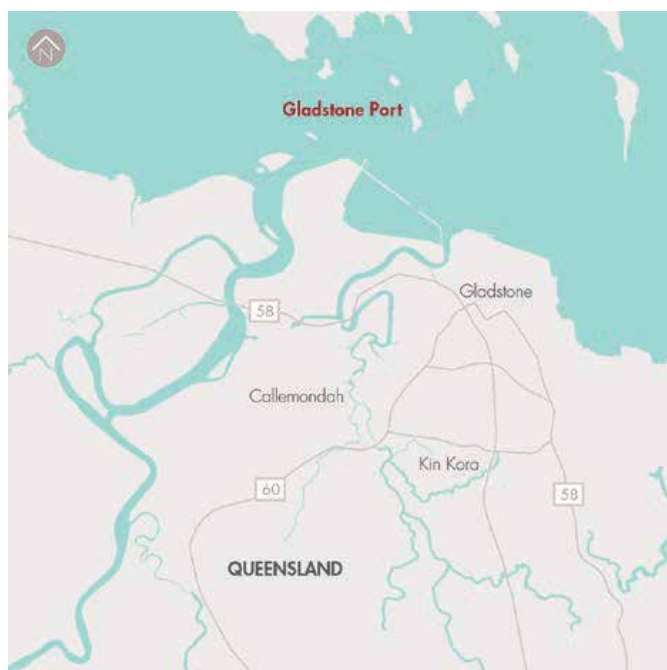 N
Gladstone Port
Gladstone
58
Callemondah
Kin Kora
60
58
QUEENSLAND